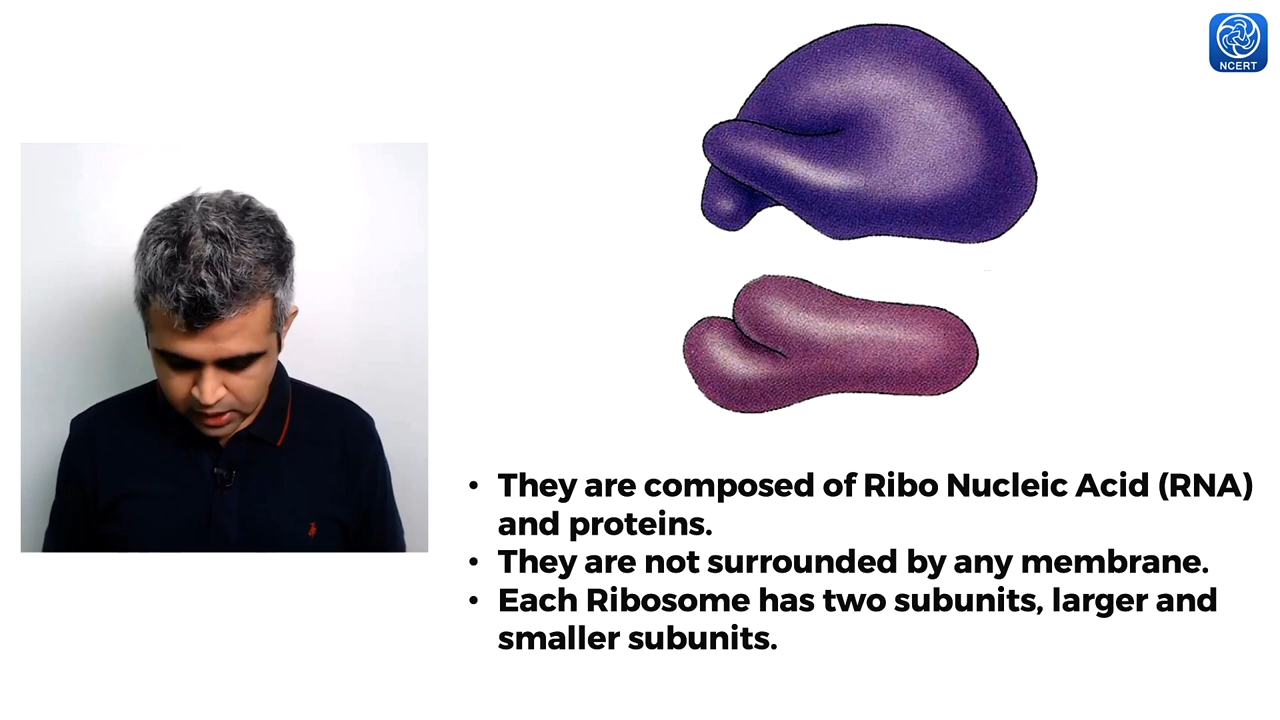 NCERT
• They are composed of Ribo Nucleic Acid (RNA)
and proteins.
• They are not surrounded by any membrane.
• Each Ribosome has two subunits, larger and
smaller subunits.